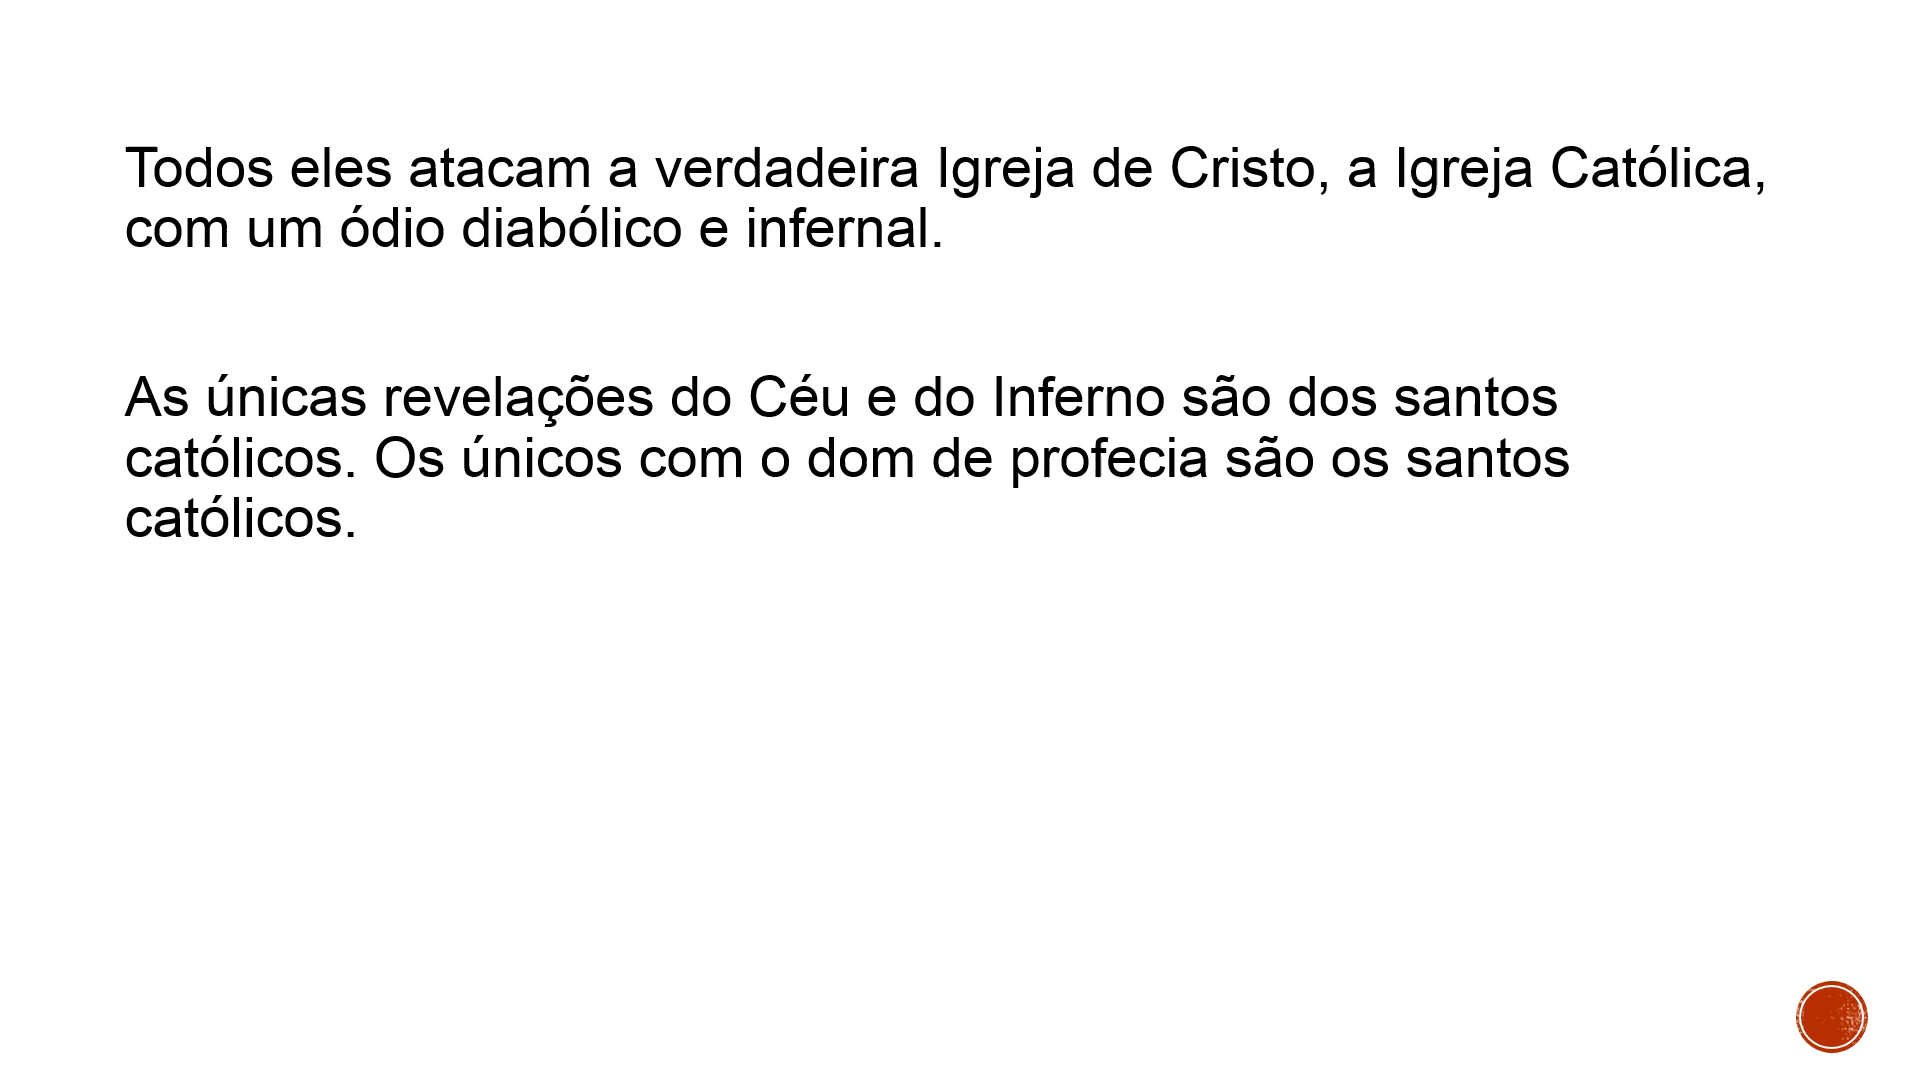 Todos eles atacam a verdadeira Igreja de Cristo, a Igreja Católica,
com um ódio diabólico e infernal.
As únicas revelações do Céu e do Inferno são dos santos
católicos. Os únicos com o dom de profecia são os santos
católicos.